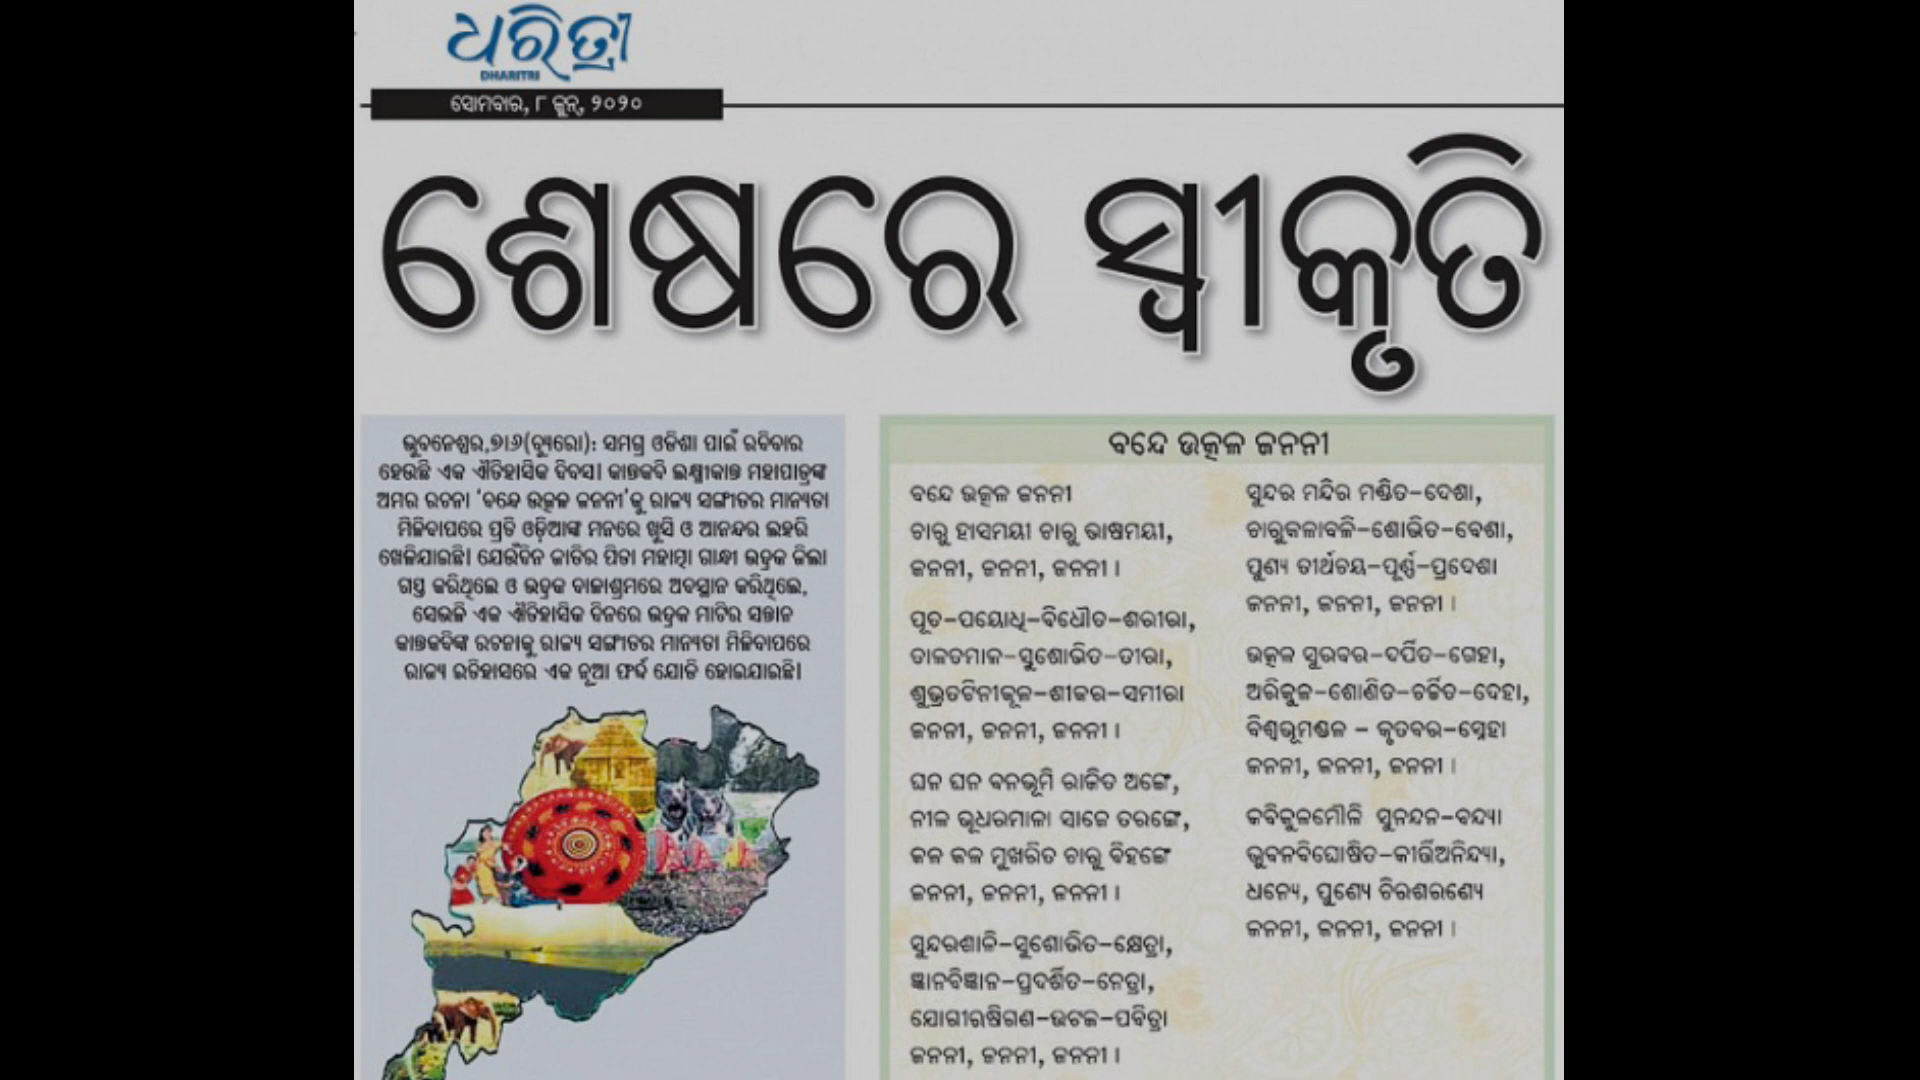 ଧରିତ୍ରୀ
DHARITRI
ସୋମବାର, ୮ ଜୁନ୍, ୨୦୨୦
ଶେଷରେ ସ୍ୱୀକୃତି
ଭୁବନେଶ୍ୱର,୭।୬(ବ୍ୟୁରୋ): ସମଗ୍ର ଓଡିଶା ପାଇଁ ରବିବାର
ହେଉଛି ଏକ ଐତିହାସିକ ଦିବସ। କାନ୍ତକବି ଲକ୍ଷ୍ମୀକାନ୍ତ ମହାପାତ୍ରଙ୍କ
ଅମର ରଚନା ‘ବନ୍ଦେ ଉତ୍କଳ ଜନନୀ’କୁ ରାଜ୍ୟ ସଙ୍ଗୀତର ମାନ୍ୟତା
ମିଳିବାପରେ ପ୍ରତି ଓଡ଼ିଆଙ୍କ ମନରେ ଖୁସି ଓ ଆନନ୍ଦର ଲହରି
ଖେଳିଯାଇଛି। ଯେଉଁଦିନ ଜାତିର ପିତା ମହାତ୍ମା ଗାନ୍ଧୀ ଭଦ୍ରକ ଜିଲା
ଗସ୍ତ କରିଥିଲେ ଓ ଭଦ୍ରକ ବାଳାଶ୍ରମରେ ଅବସ୍ଥାନ କରିଥିଲେ,
ସେଭଳି ଏକ ଐତିହାସିକ ଦିନରେ ଭଦ୍ରକ ମାଟିର ସନ୍ତାନ
କାନ୍ତକବିଙ୍କ ରଚନାକୁ ରାଜ୍ୟ ସଙ୍ଗୀତର ମାନ୍ୟତା ମିଳିବାପରେ
ରାଜ୍ୟ ଇତିହାସରେ ଏକ ନୂଆ ଫର୍ଦ୍ଦ ଯୋଡି ହୋଇଯାଇଛି।
ବନ୍ଦେ ଉତ୍କଳ ଜନନୀ
ବନ୍ଦେ ଉତ୍କଳ ଜନନୀ
ଚାରୁ ହାସମୟୀ ଚାରୁ ଭାଷମୟୀ,
ଜନନୀ, ଜନନୀ, ଜନନୀ ।
ପୂତ-ପୟୋଧି-ବିଧୌତ-ଶରୀରା,
ତାଳତମାଳ-ସୁଶୋଭିତ-ତୀରା,
ଶୁଭ୍ରତଟିନୀକୂଳ-ଶୀକର-ସମୀରା
ଜନନୀ, ଜନନୀ, ଜନନୀ ।
ଘନ ଘନ ବନଭୂମି ରାଜିତ ଅଙ୍ଗେ,
ନୀଳ ଭୂଧରମାଳା ସାଜେ ତରଙ୍ଗେ,
କଳ କଳ ମୁଖରିତ ଚାରୁ ବିହଙ୍ଗେ
ଜନନୀ, ଜନନୀ, ଜନନୀ ।
ସୁନ୍ଦରଶାଳି-ସୁଶୋଭିତ-କ୍ଷେତ୍ରା,
ଜ୍ଞାନବିଜ୍ଞାନ-ପ୍ରଦର୍ଶିତ-ନେତ୍ରା,
ଯୋଗୀଋଷିଗଣ-ଉଟଜ-ପବିତ୍ରା
ଜନନୀ, ଜନନୀ, ଜନନୀ ।
ସୁନ୍ଦର ମନ୍ଦିର ମଣ୍ଡିତ-ଦେଶା,
ଚାରୁକଳାବଳି-ଶୋଭିତ-ବେଶା,
ପୁଣ୍ୟ ତୀର୍ଥଚୟ-ପୂର୍ଣ୍ଣ-ପ୍ରଦେଶା
ଜନନୀ, ଜନନୀ, ଜନନୀ ।
ଉତ୍କଳ ସୁରବର-ଦର୍ପିତ-ଗେହା,
ଅରିକୁଳ-ଶୋଣିତ-ଚର୍ଚ୍ଚିତ-ଦେହା,
ବିଶ୍ୱଭୂମଣ୍ଡଳ - କୃତବର-ସ୍ନେହା
ଜନନୀ, ଜନନୀ, ଜନନୀ ।
କବିକୁଳମୌଳି ସୁନନ୍ଦନ-ବନ୍ଦ୍ୟା
ଭୁବନବିଘୋଷିତ-କୀର୍ତ୍ତିଅନିନ୍ଦ୍ୟା,
ଧନ୍ୟେ, ପୁଣ୍ୟେ ଚିରଶରଣ୍ୟେ
ଜନନୀ, ଜନନୀ, ଜନନୀ ।